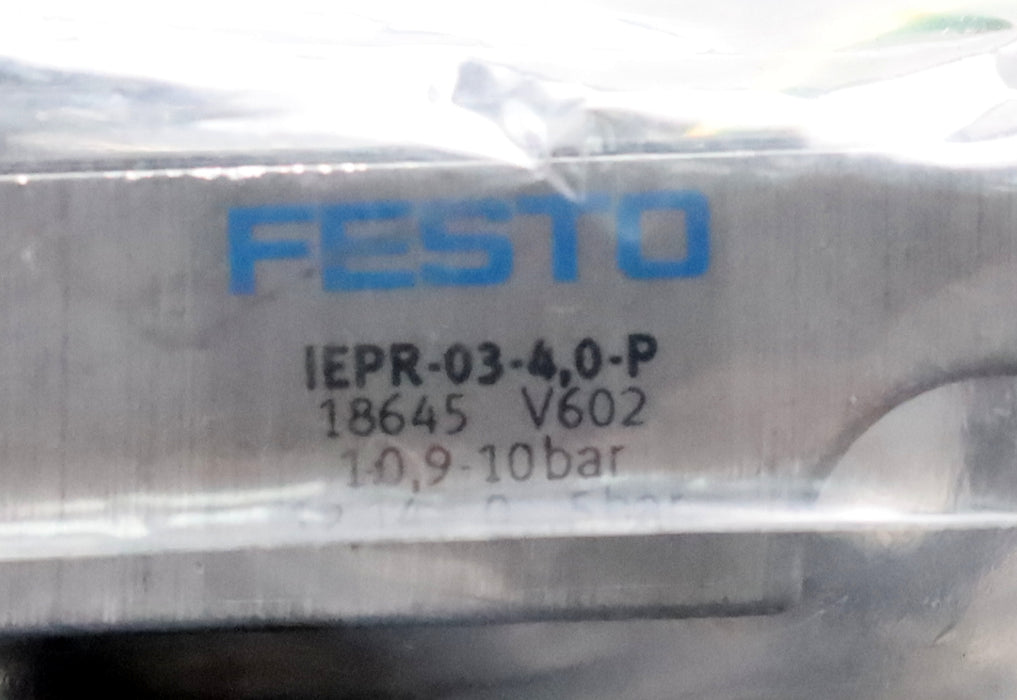 FESTO
IEPR-03-4,0-P
18645 V602
1-0,9-10bar